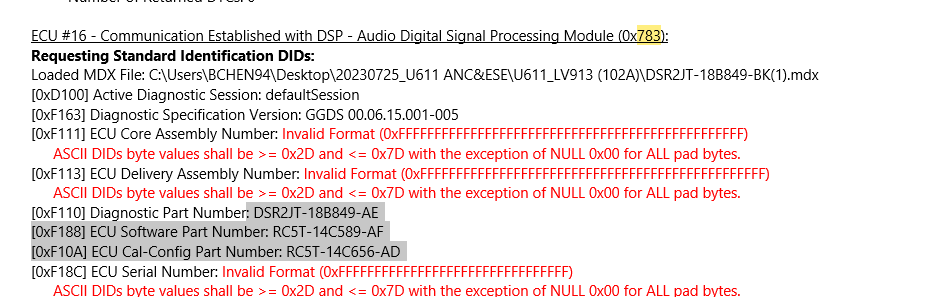 Number of Returned DTCs: 0
ECU #16 - Communication Established with DSP - Audio Digital Signal Processing Module (0x783):
Requesting Standard Identification DIDs:
Loaded MDX File: C:\Users\BCHEN94\Desktop\20230725_U611 ANC&ESE\U611_LV913 (102A)\DSR2JT-18B849-BK(1).mdx
[0xD100] Active Diagnostic Session: defaultSession
[0xF163] Diagnostic Specification Version: GGDS 00.06.15.001-005
[0xF111] ECU Core Assembly Number: Invalid Format (0xFFFFFFFFFFFFFFFFFFFFFFFFFFFFFFFFFFFFFFFFFFFFFFFF)
ASCII DIDs byte values shall be >= 0x2D and <= 0x7D with the exception of NULL 0x00 for ALL pad bytes.
[0xF113] ECU Delivery Assembly Number: Invalid Format (0xFFFFFFFFFFFFFFFFFFFFFFFFFFFFFFFFFFFFFFFFFFFFFFFF)
ASCII DIDs byte values shall be >= 0x2D and <= 0x7D with the exception of NULL 0x00 for ALL pad bytes.
[0xF110] Diagnostic Part Number: DSR2JT-18B849-AE
[0xF188] ECU Software Part Number: RC5T-14C589-AF
[0xF10A] ECU Cal-Config Part Number: RC5T-14C656-AD
[0xF18C] ECU Serial Number: Invalid Format (0xFFFFFFFFFFFFFFFFFFFFFFFFFFFFFFFF)
ASCII DIDs byte values shall be >= 0x2D and <= 0x7D with the exception of NULL 0x00 for ALL pad bytes.